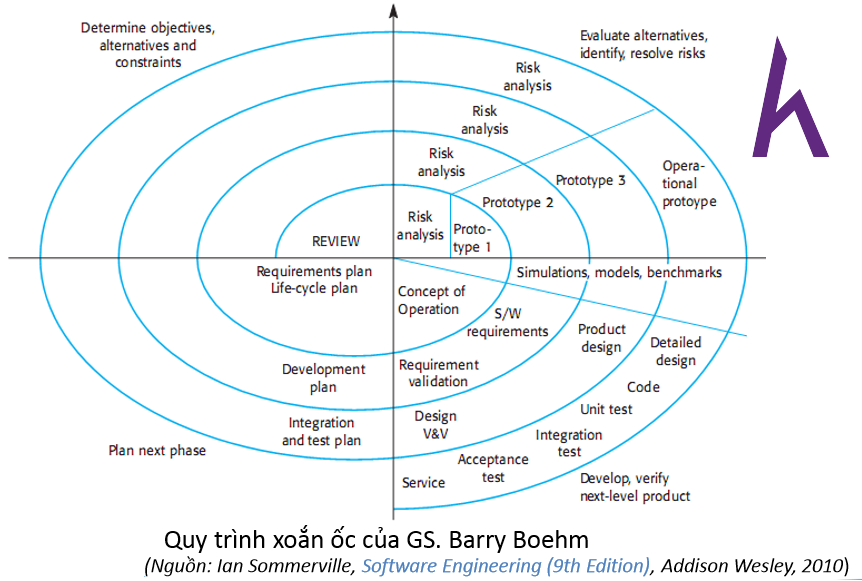 Determine objectives,
alternatives and
constraints
Evaluate alternatives,
identify, resolve risks
Risk
analysis
Risk
analysis
Risk
analysis
Risk
analysis
Proto-
type 1
Prototype 2
Prototype 3
Opera-
tional
protoype
REVIEW
Requirements plan
Life-cycle plan
Concept of
Operation
Simulations, models, benchmarks
S/W
requirements
Product
design
Detailed
design
Development
plan
Requirement
validation
Code
Unit test
Integration
and test plan
Design
V&V
Integration
test
Plan next phase
Acceptance
test
Service
Develop, verify
next-level product
Quy trình xoắn ốc của GS. Barry Boehm
(Nguồn: Ian Sommerville, Software Engineering (9th Edition), Addison Wesley, 2010)